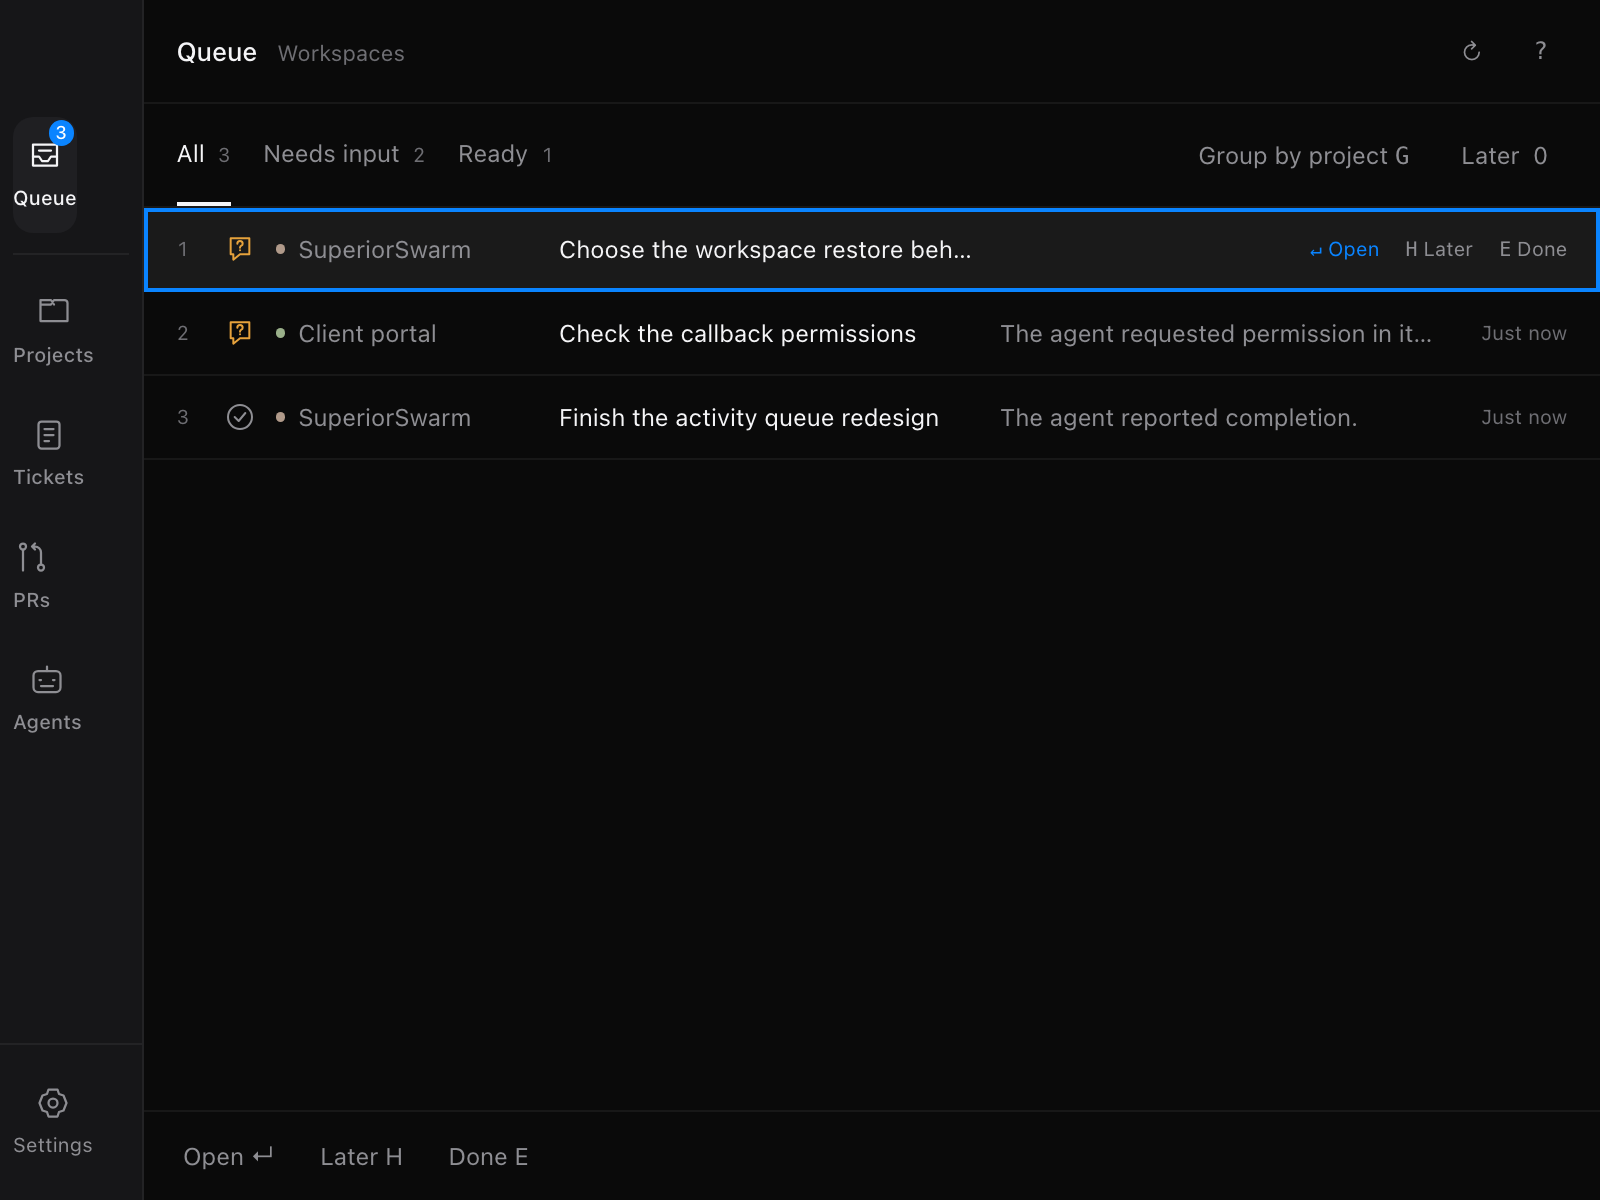 Queue Workspaces ?
3
Queue
Projects
Tickets
PRs
Agents
Settings
All 3 Needs input 2 Ready 1 Group by project G Later 0
1 ? SuperiorSwarm Choose the workspace restore beh... ↵ Open H Later E Done
2 ? Client portal Check the callback permissions The agent requested permission in it... Just now
3 SuperiorSwarm Finish the activity queue redesign The agent reported completion. Just now
Open ↵ Later H Done E